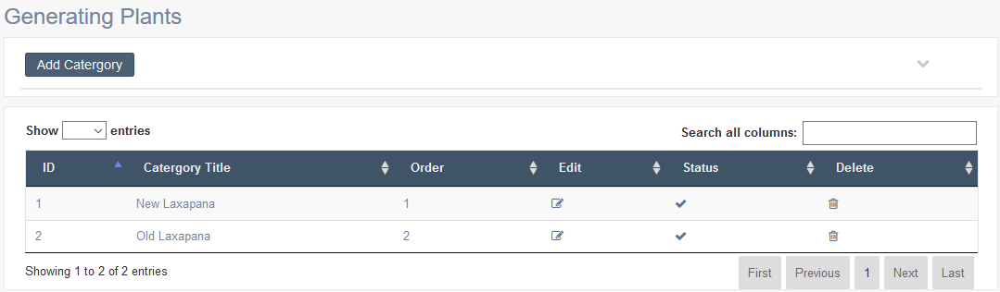 Generating Plants
Add Catergory
Show entries
Search all columns:
ID Catergory Title Order Edit Status Delete
1 New Laxapana 1
2 Old Laxapana 2
Showing 1 to 2 of 2 entries
First Previous 1 Next Last